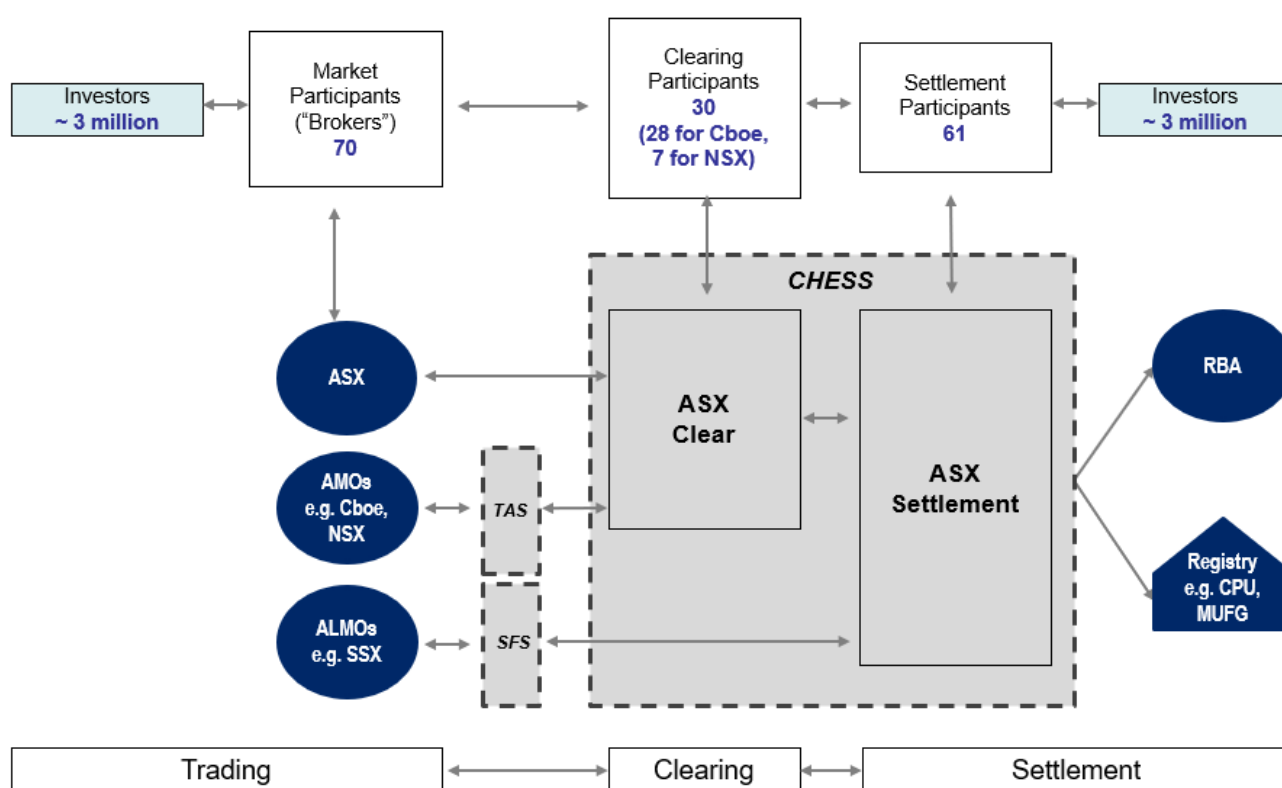 Investors
~ 3 million
Market
Participants
(“Brokers”)
70
Clearing
Participants
30
(28 for Cboe,
7 for NSX)
Settlement
Participants
61
Investors
~ 3 million
CHESS
ASX
ASX
Clear
ASX
Settlement
RBA
AMOs
e.g. Cboe,
NSX
TAS
ALMOs
e.g. SSX
SFS
Registry
e.g. CPU,
MUFG
Trading
Clearing
Settlement